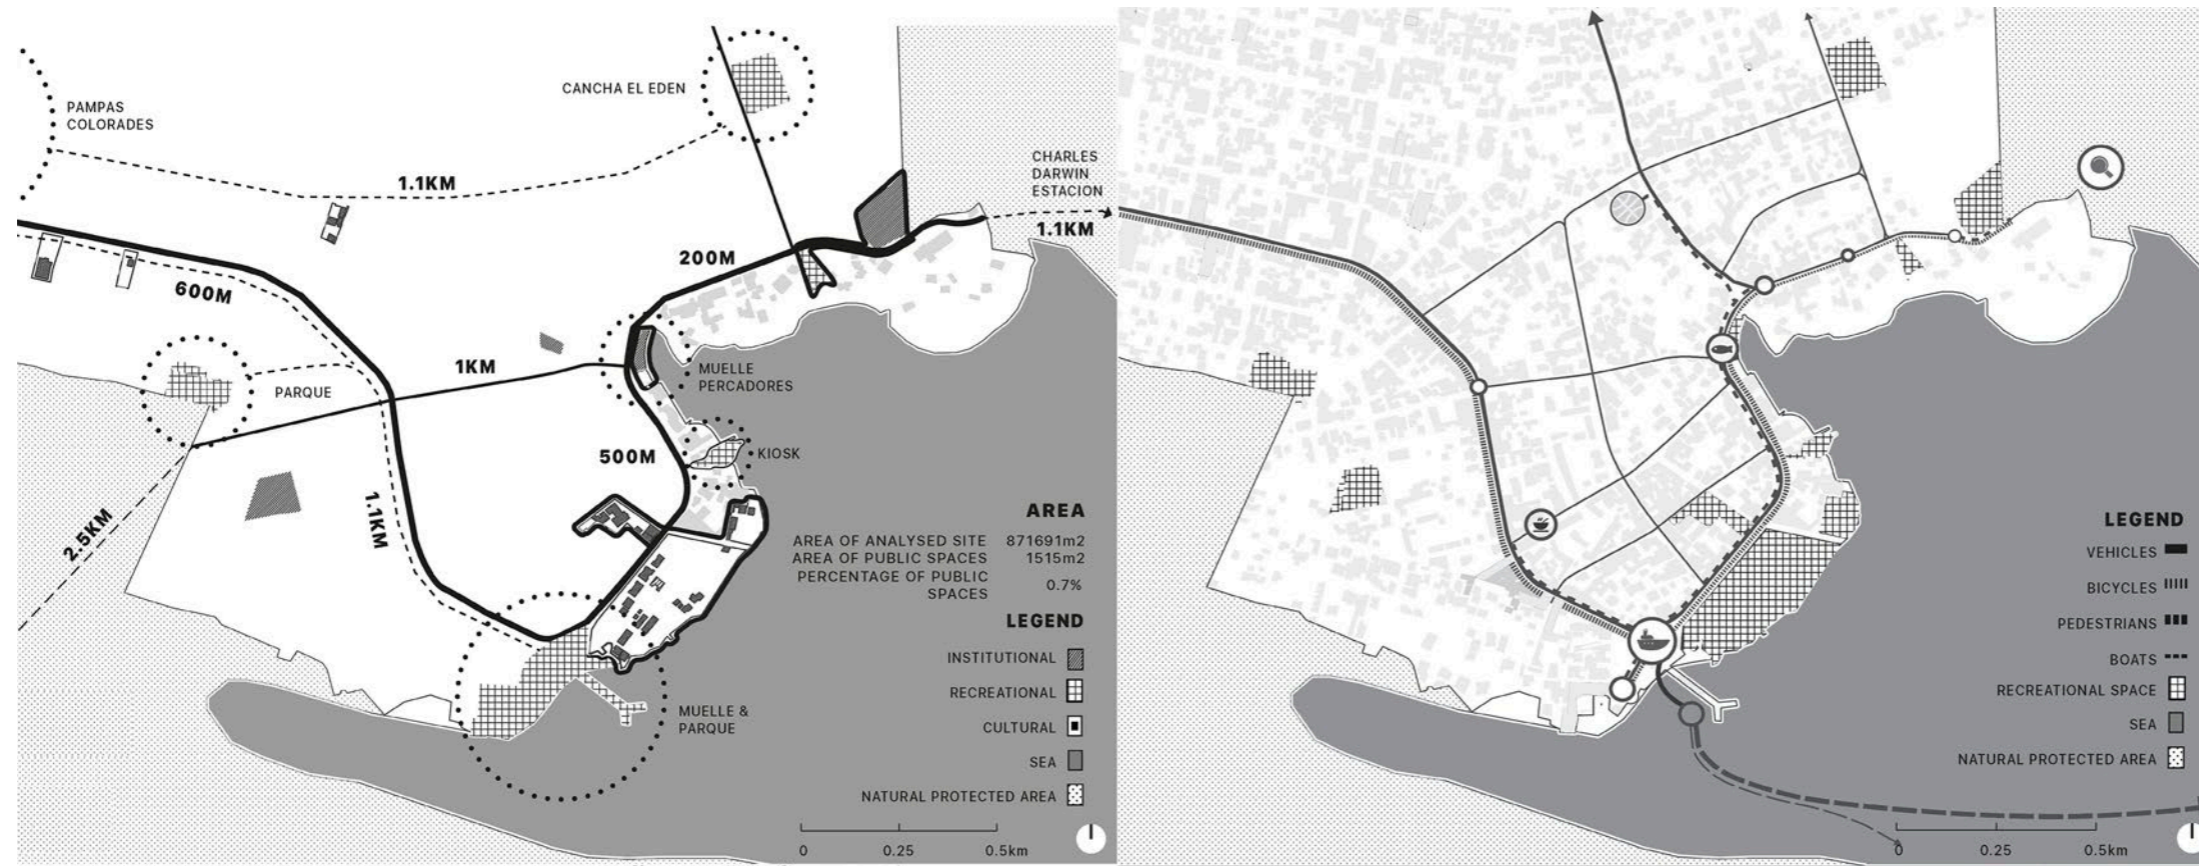 PAMPAS
COLORADES
CANCHA EL EDEN
1.1KM
CHARLES
DARWIN
ESTACION
1.1KM
200M
600M
1KM
PARQUE
MUELLE
PERCADORES
500M
KIOSK
1.1KM
2.5KM
MUELLE &
PARQUE
AREA
AREA OF ANALYSED SITE 871691m2
AREA OF PUBLIC SPACES 1515m2
PERCENTAGE OF PUBLIC
SPACES 0.7%
LEGEND
INSTITUTIONAL
RECREATIONAL
CULTURAL
SEA
NATURAL PROTECTED AREA
0 0.25 0.5km
LEGEND
VEHICLES
BICYCLES
PEDESTRIANS
BOATS
RECREATIONAL SPACE
SEA
NATURAL PROTECTED AREA
0 0.25 0.5km